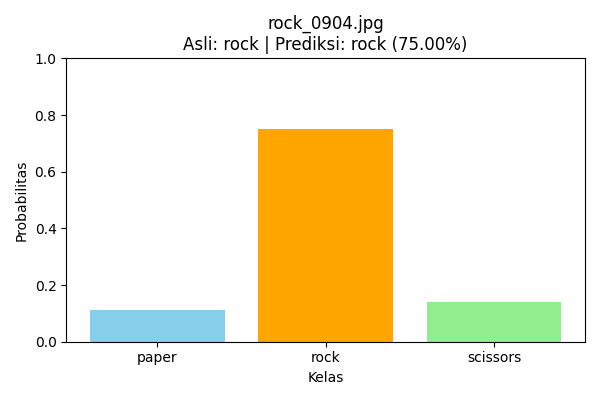 rock_0904.jpg
Asli: rock | Prediksi: rock (75.00%)
1.0
0.8
0.6
0.4
0.2
0.0
Probabilitas
paper rock scissors
Kelas